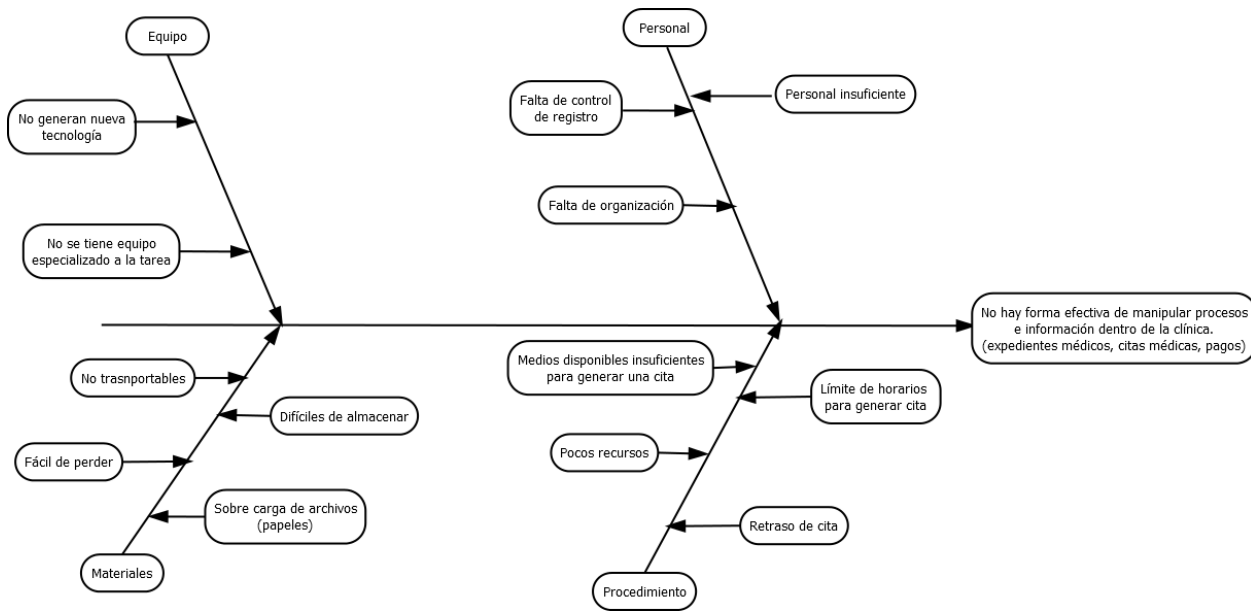 Equipo
No generan nueva
tecnología
No se tiene equipo
especializado a la tarea
Personal
Personal insuficiente
Falta de control
de registro
Falta de organización
No hay forma efectiva de manipular procesos
e información dentro de la clínica.
(expedientes médicos, citas médicas, pagos)
No trasnportables
Difíciles de almacenar
Fácil de perder
Sobre carga de archivos
(papeles)
Materiales
Medios disponibles insuficientes
para generar una cita
Límite de horarios
para generar cita
Pocos recursos
Retraso de cita
Procedimiento